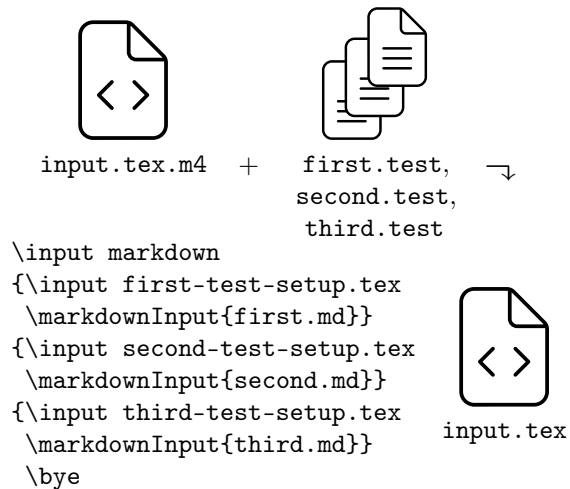 input.tex.m4 + first.test, ⮧
second.test,
third.test
\input markdown
{\input first-test-setup.tex
 \markdownInput{first.md}}
{\input second-test-setup.tex
 \markdownInput{second.md}}
{\input third-test-setup.tex
 \markdownInput{third.md}}
 \bye
input.tex